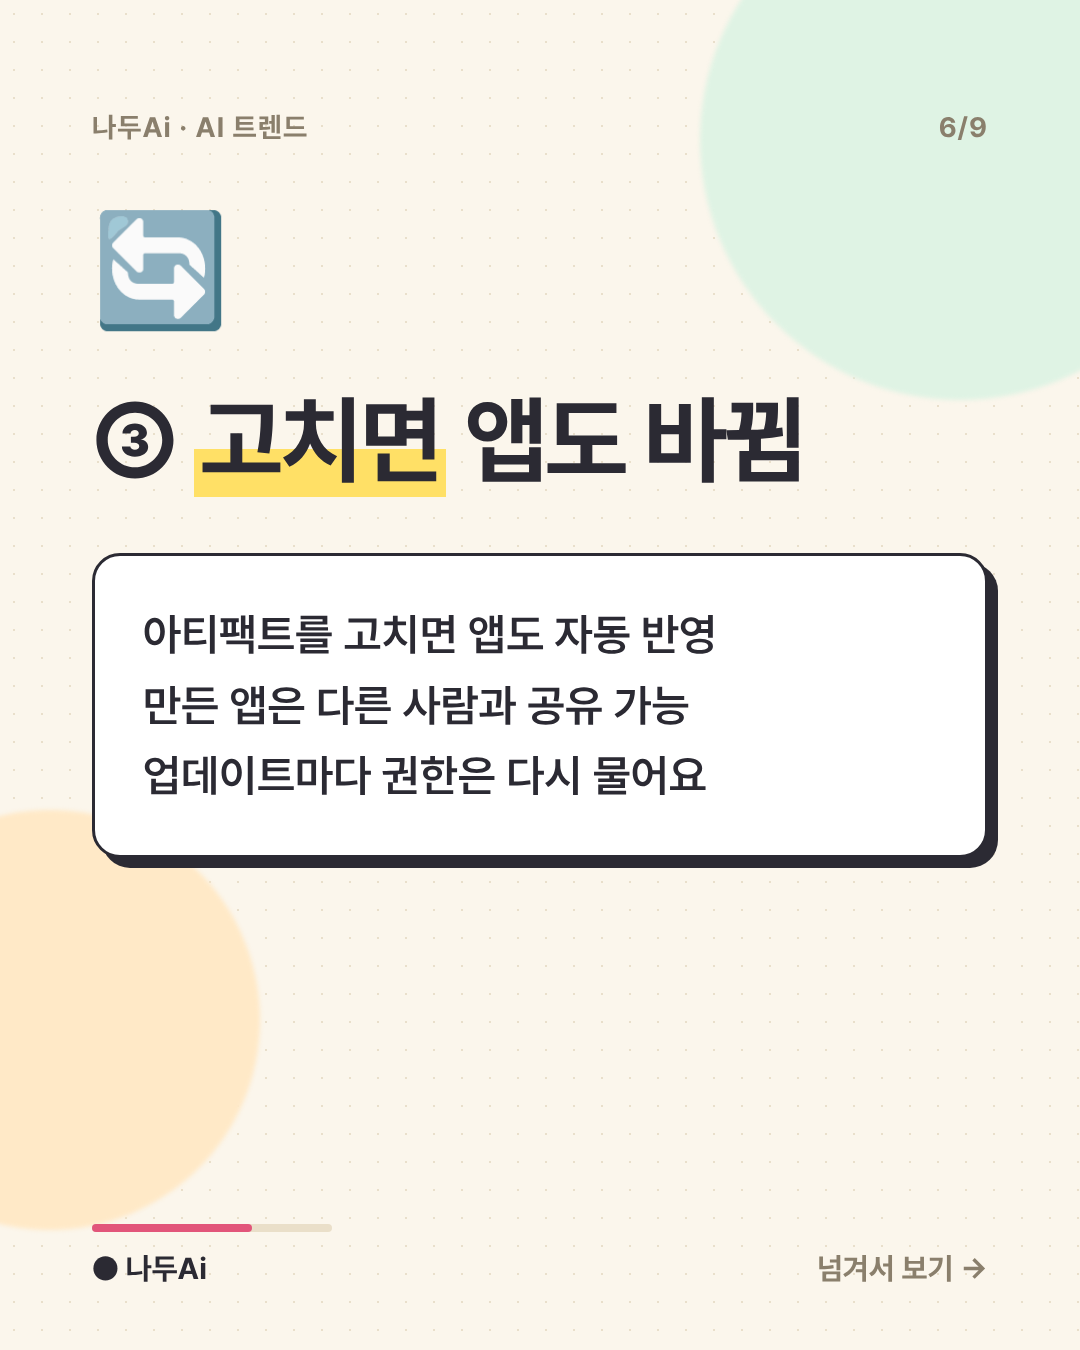 나두Ai · AI 트렌드
6/9
③ 고치면 앱도 바뀜
아티팩트를 고치면 앱도 자동 반영
만든 앱은 다른 사람과 공유 가능
업데이트마다 권한은 다시 물어요
나두Ai
넘겨서 보기 →